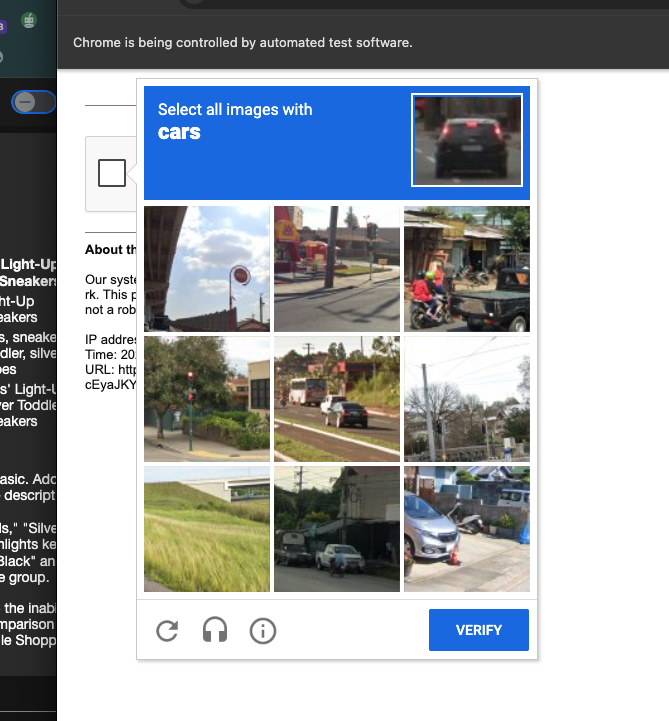 Chrome is being controlled by automated test software.
Select all images with
cars
About th
Our syste
rk. This p
not a rob
IP addres
Time: 20
URL: http
cEyaJKY
VERIFY
Light-Up
Sneakers
ht-Up
eakers
s, sneake
dler, silve
oes
s' Light-U
er Toddle
eakers
asic. Add
descript
ls," "Silve
hlights ke
Black" an
e group.
the inabi
mparison
le Shopp